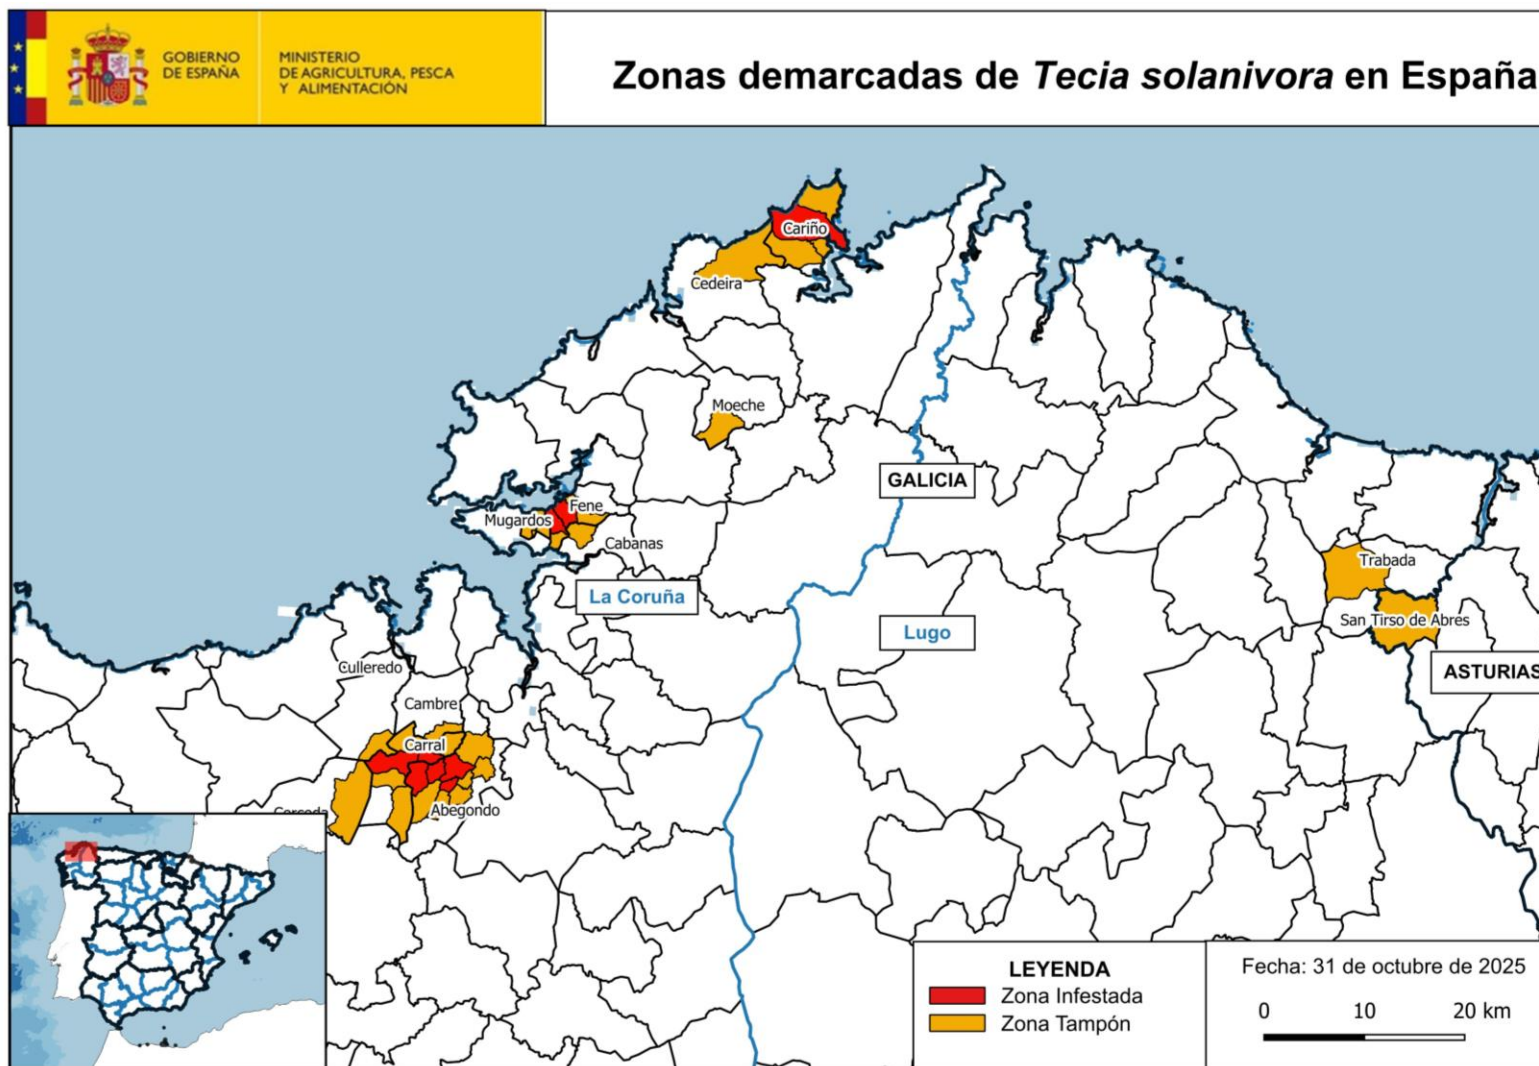 GOBIERNO
DE ESPAÑA
MINISTERIO
DE AGRICULTURA, PESCA
Y ALIMENTACIÓN
Zonas demarcadas de Tecia solanivora en España
Cariño
Cedeira
Moeche
GALICIA
Fene
Mugardos
Cabanas
Trabada
La Coruña
San Tirso de Abres
Lugo
Culleredo
ASTURIAS
Cambre
Carral
Abegondo
LEYENDA
Zona Infestada
Zona Tampón
Fecha: 31 de octubre de 2025
0 10 20 km